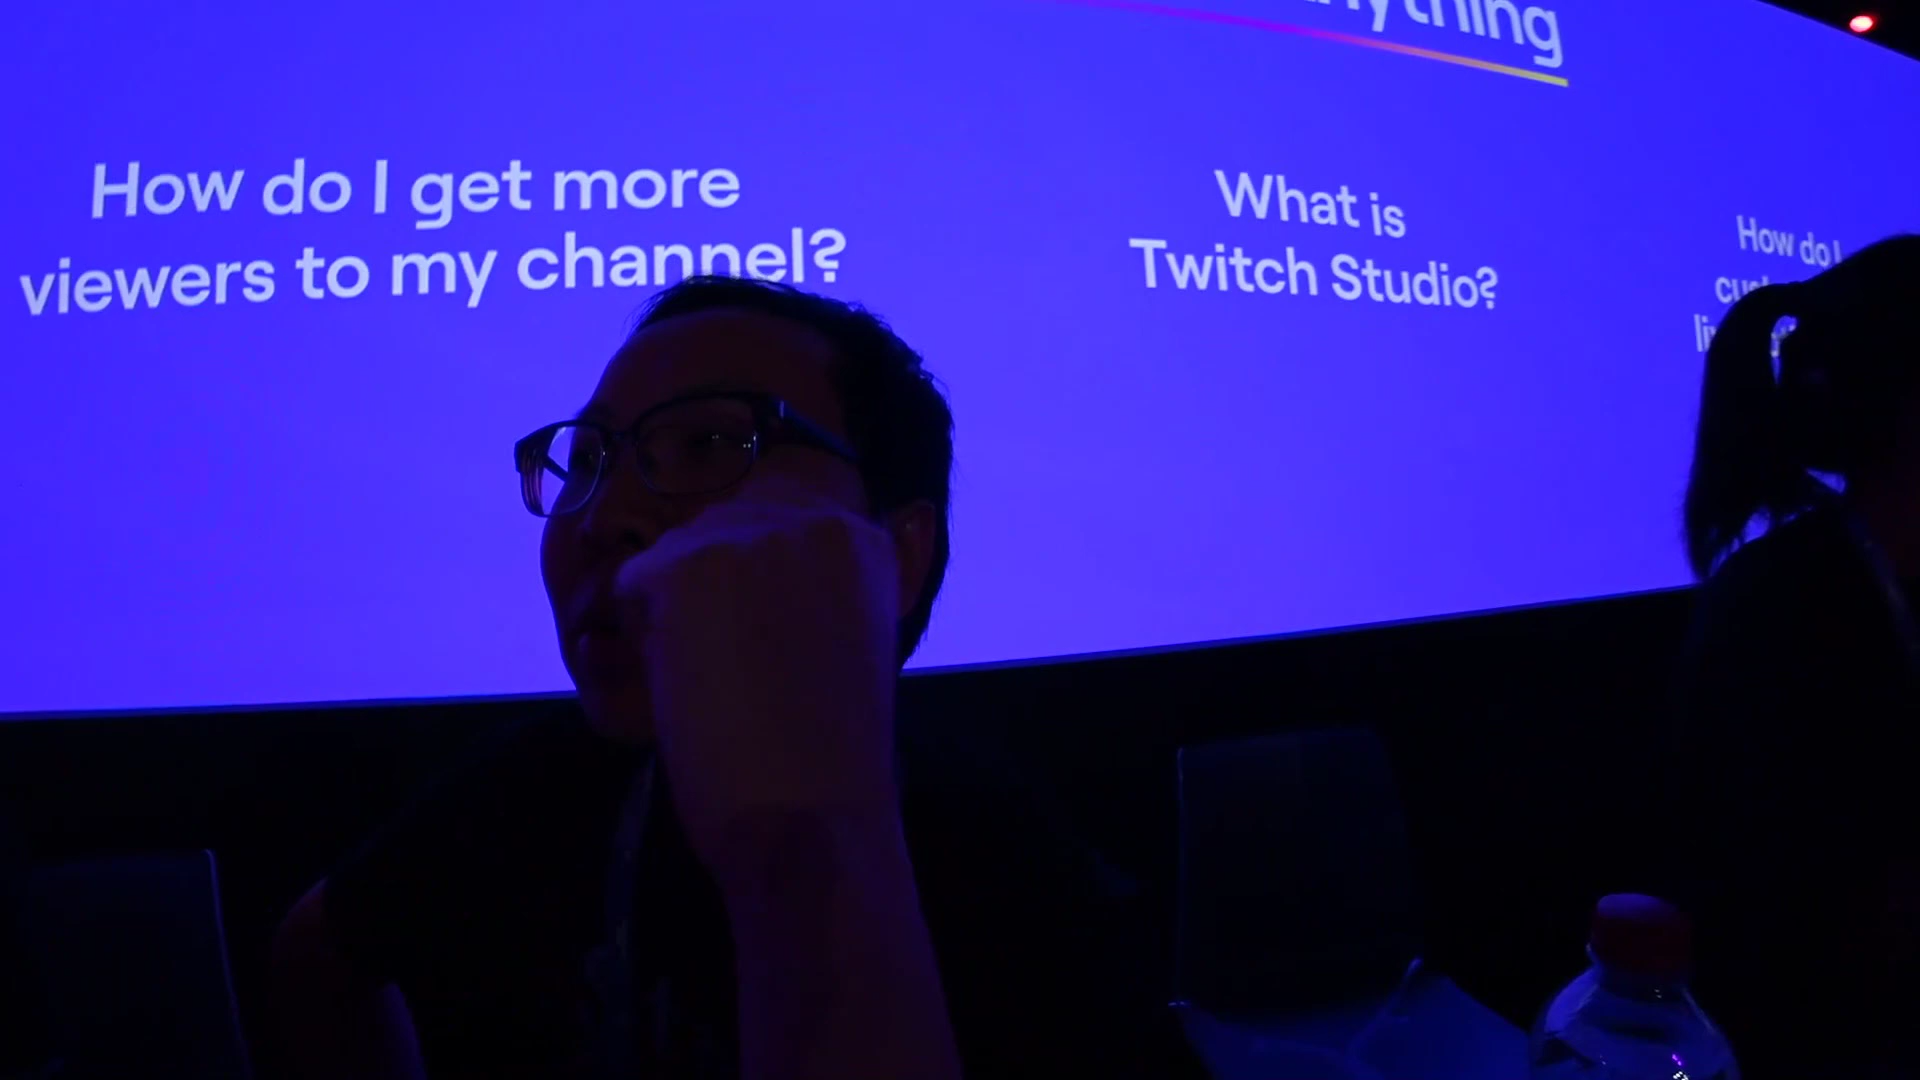 How do I get more
viewers to my channel?
What is
Twitch Studio?
How do I